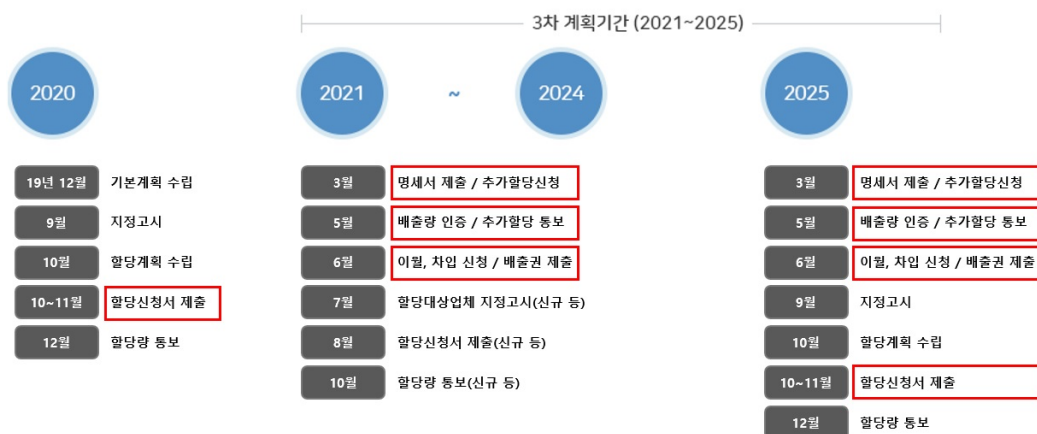 3차 계획기간 (2021~2025)
2020
19년 12월 기본계획 수립
9월 지정고시
10월 할당계획 수립
10~11월 할당신청서 제출
12월 할당량 통보
2021 ~ 2024
3월 명세서 제출 / 추가할당신청
5월 배출량 인증 / 추가할당 통보
6월 이월, 차입 신청 / 배출권 제출
7월 할당대상업체 지정고시(신규 등)
8월 할당신청서 제출(신규 등)
10월 할당량 통보(신규 등)
2025
3월 명세서 제출 / 추가할당신청
5월 배출량 인증 / 추가할당 통보
6월 이월, 차입 신청 / 배출권 제출
9월 지정고시
10월 할당계획 수립
10~11월 할당신청서 제출
12월 할당량 통보